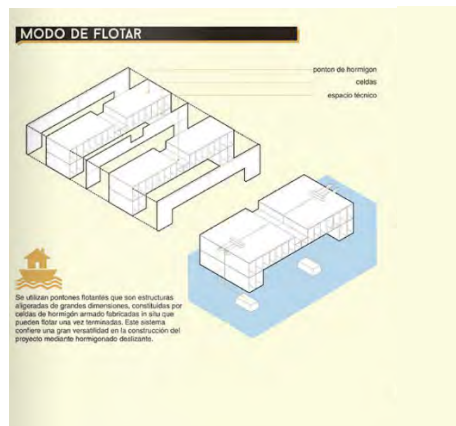 MODO DE FLOTAR
ponton de hormigon
celdas
espacio técnico
Se utilizan pontones flotantes que son estructuras
aligeradas de grandes dimensiones, constituidas por
celdas de hormigón armado fabricadas in situ que
pueden flotar una vez terminadas. Este sistema
confiere una gran versatilidad en la construcción del
proyecto mediante hormigonado deslizante.